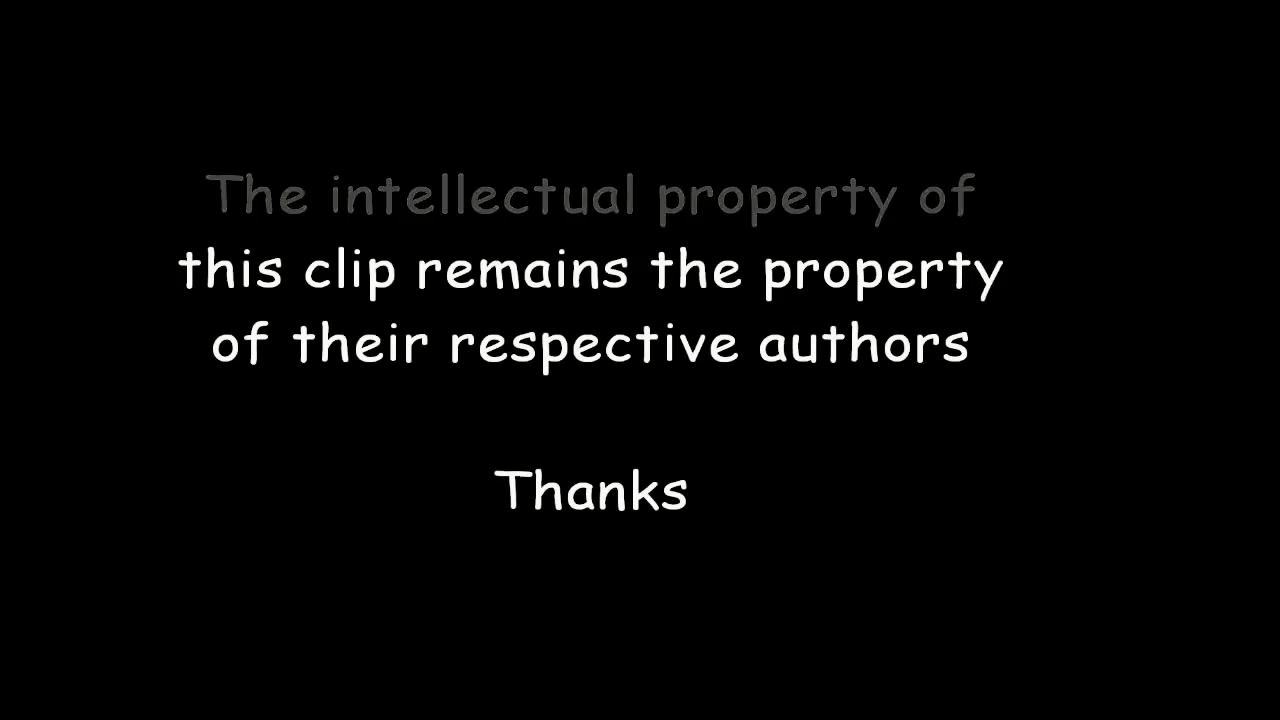 The intellectual property of
this clip remains the property
of their respective authors
Thanks